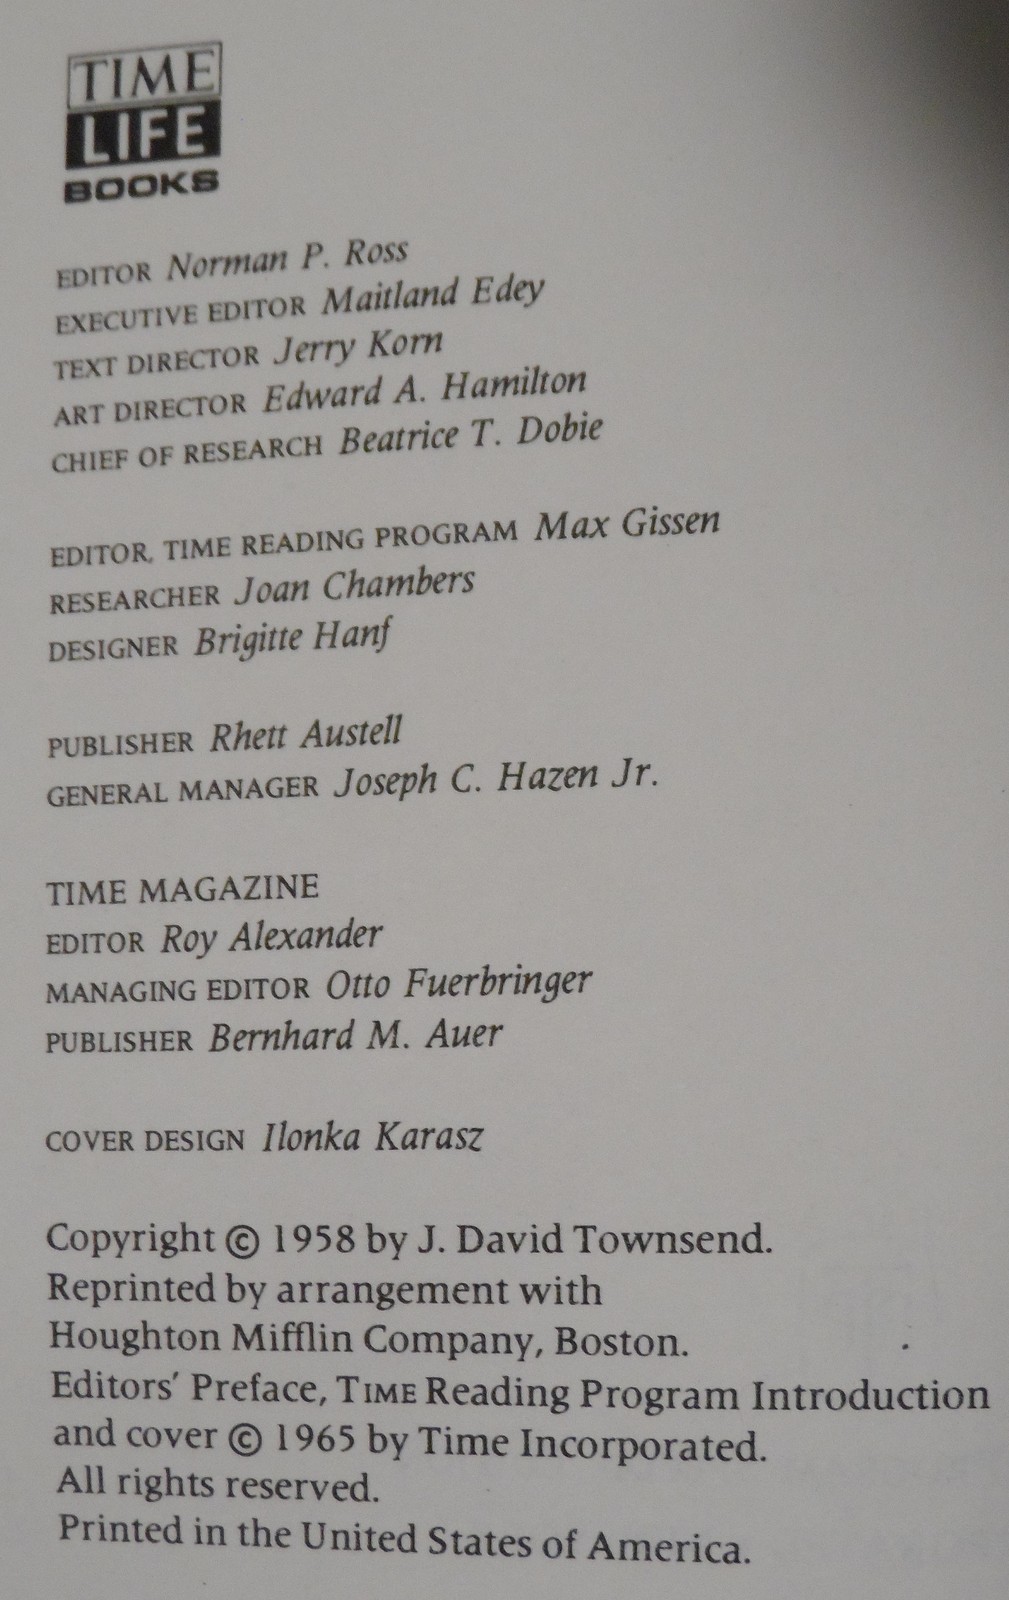 TIME
LIFE
BOOKS
EDITOR Norman P. Ross
EXECUTIVE EDITOR Maitland Edey
TEXT DIRECTOR Jerry Korn
ART DIRECTOR Edward A. Hamilton
CHIEF OF RESEARCH Beatrice T. Dobie
EDITOR, TIME READING PROGRAM Max Gissen
RESEARCHER Joan Chambers
DESIGNER Brigitte Hanf
PUBLISHER Rhett Austell
GENERAL MANAGER Joseph C. Hazen Jr.
TIME MAGAZINE
EDITOR Roy Alexander
MANAGING EDITOR Otto Fuerbringer
PUBLISHER Bernhard M. Auer
COVER DESIGN Ilonka Karasz
Copyright © 1958 by J. David Townsend.
Reprinted by arrangement with
Houghton Mifflin Company, Boston.
Editors' Preface, TIME Reading Program Introduction
and cover © 1965 by Time Incorporated.
All rights reserved.
Printed in the United States of America.